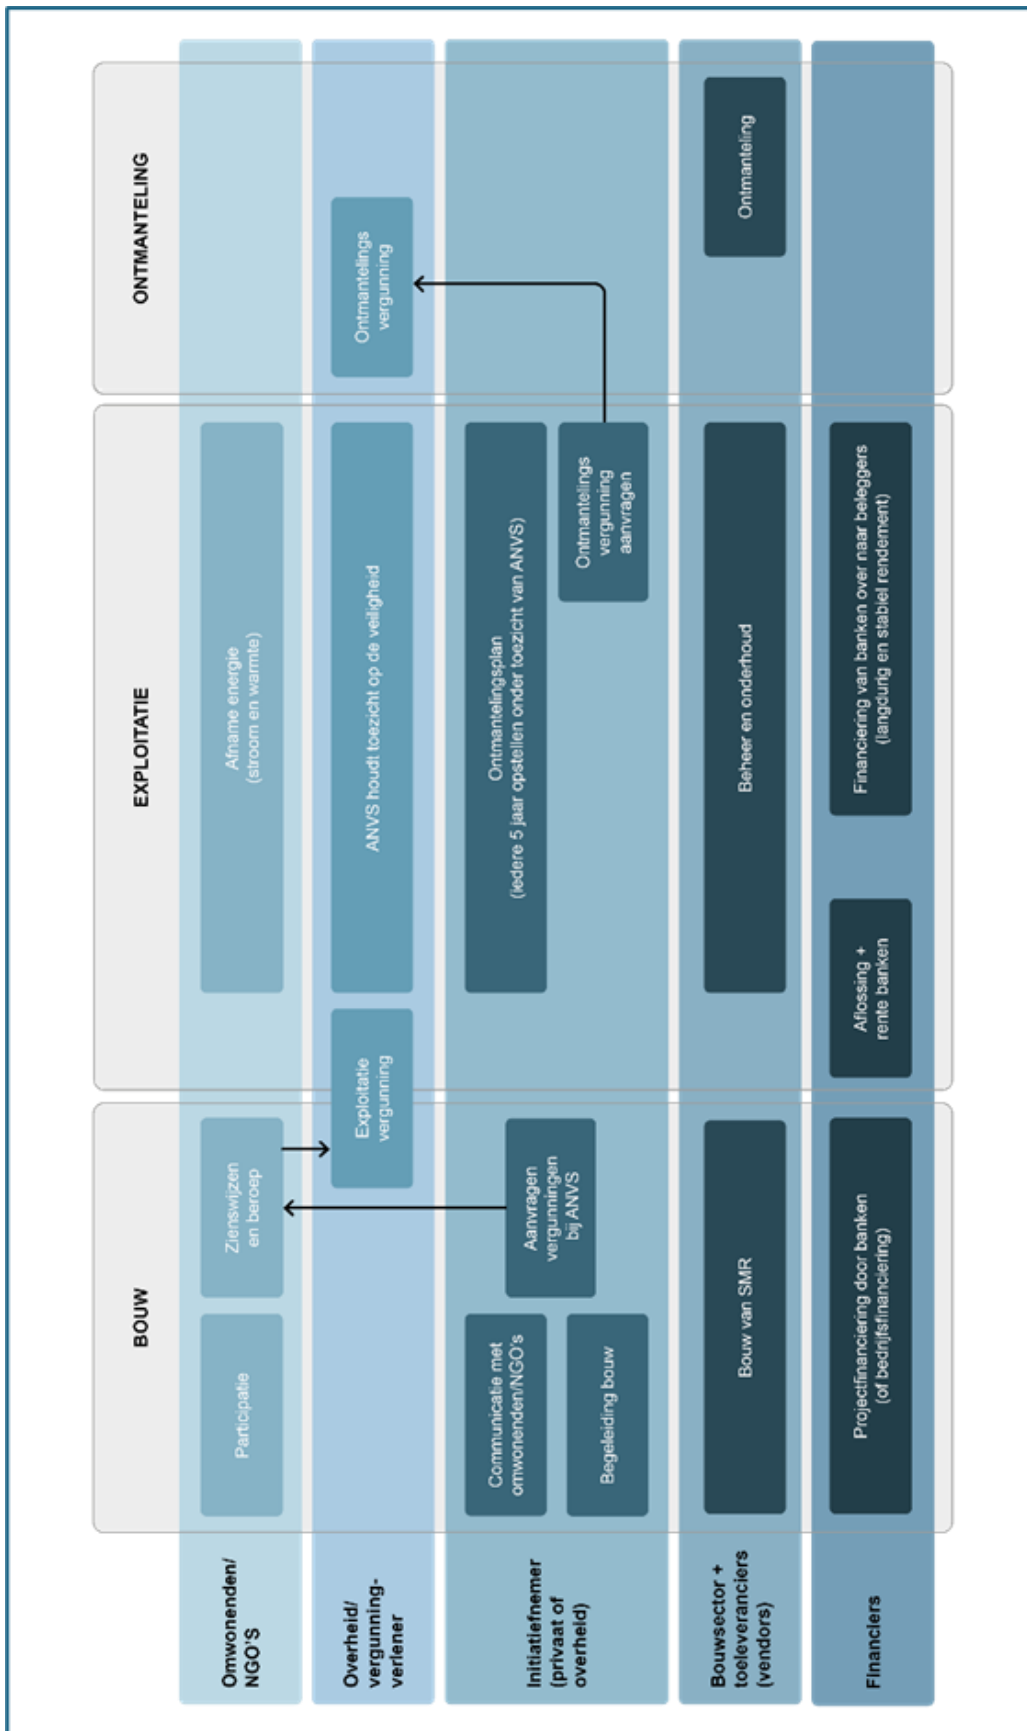 BOUW
EXPLOITATIE
ONTMANTELING
Omwonenden/
NGO'S
Participatie
Zienswijzen
en beroep
Afname energie
(stroom en warmte)
Overheid/
vergunning-
verlener
Exploitatie
vergunning
ANVS houdt toezicht op de veiligheid
Ontmantelings
vergunning
Initiatiefnemer
(privaat of
overheid)
Communicatie met
omwonenden/NGO's
Begeleiding bouw
Aanvragen
vergunningen
bij ANVS
Ontmantelingsplan
(iedere 5 jaar opstellen onder toezicht van ANVS)
Ontmantelings
vergunning
aanvragen
Bouwsector +
toeleveranciers
(vendors)
Bouw van SMR
Beheer en onderhoud
Ontmanteling
Financiers
Projectfinanciering door banken
(of bedrijfsfinanciering)
Aflossing +
rente banken
Financiering van banken over naar beleggers
(langdurig en stabiel rendement)